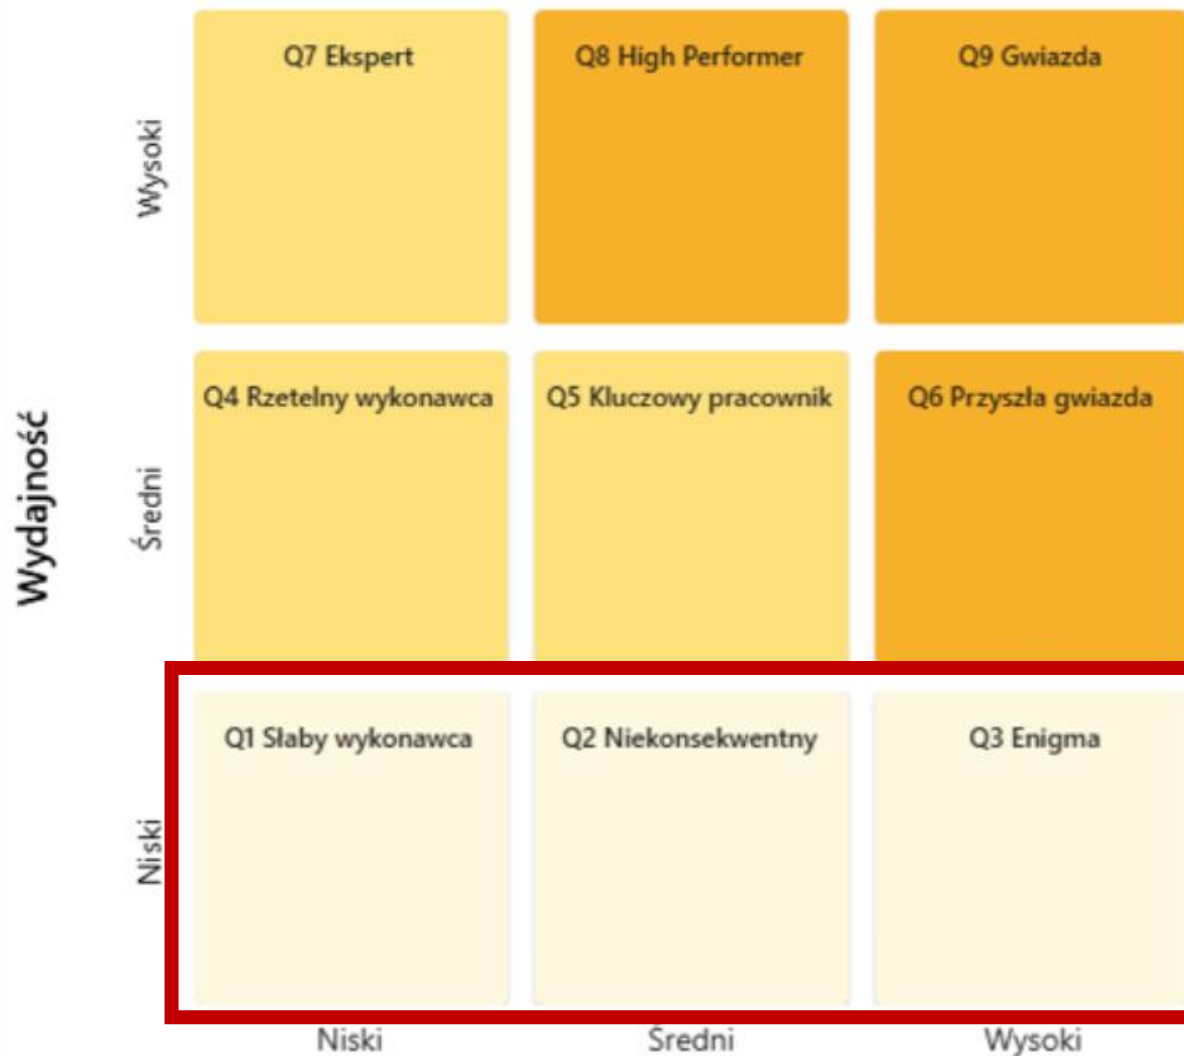 Q7 Ekspert
Q8 High Performer
Q9 Gwiazda
Wysoki
Q4 Rzetelny wykonawca
Q5 Kluczowy pracownik
Q6 Przyszła gwiazda
Średni
Wydajność
Q1 Słaby wykonawca
Q2 Niekonsekwentny
Q3 Enigma
Niski
Niski
Średni
Wysoki